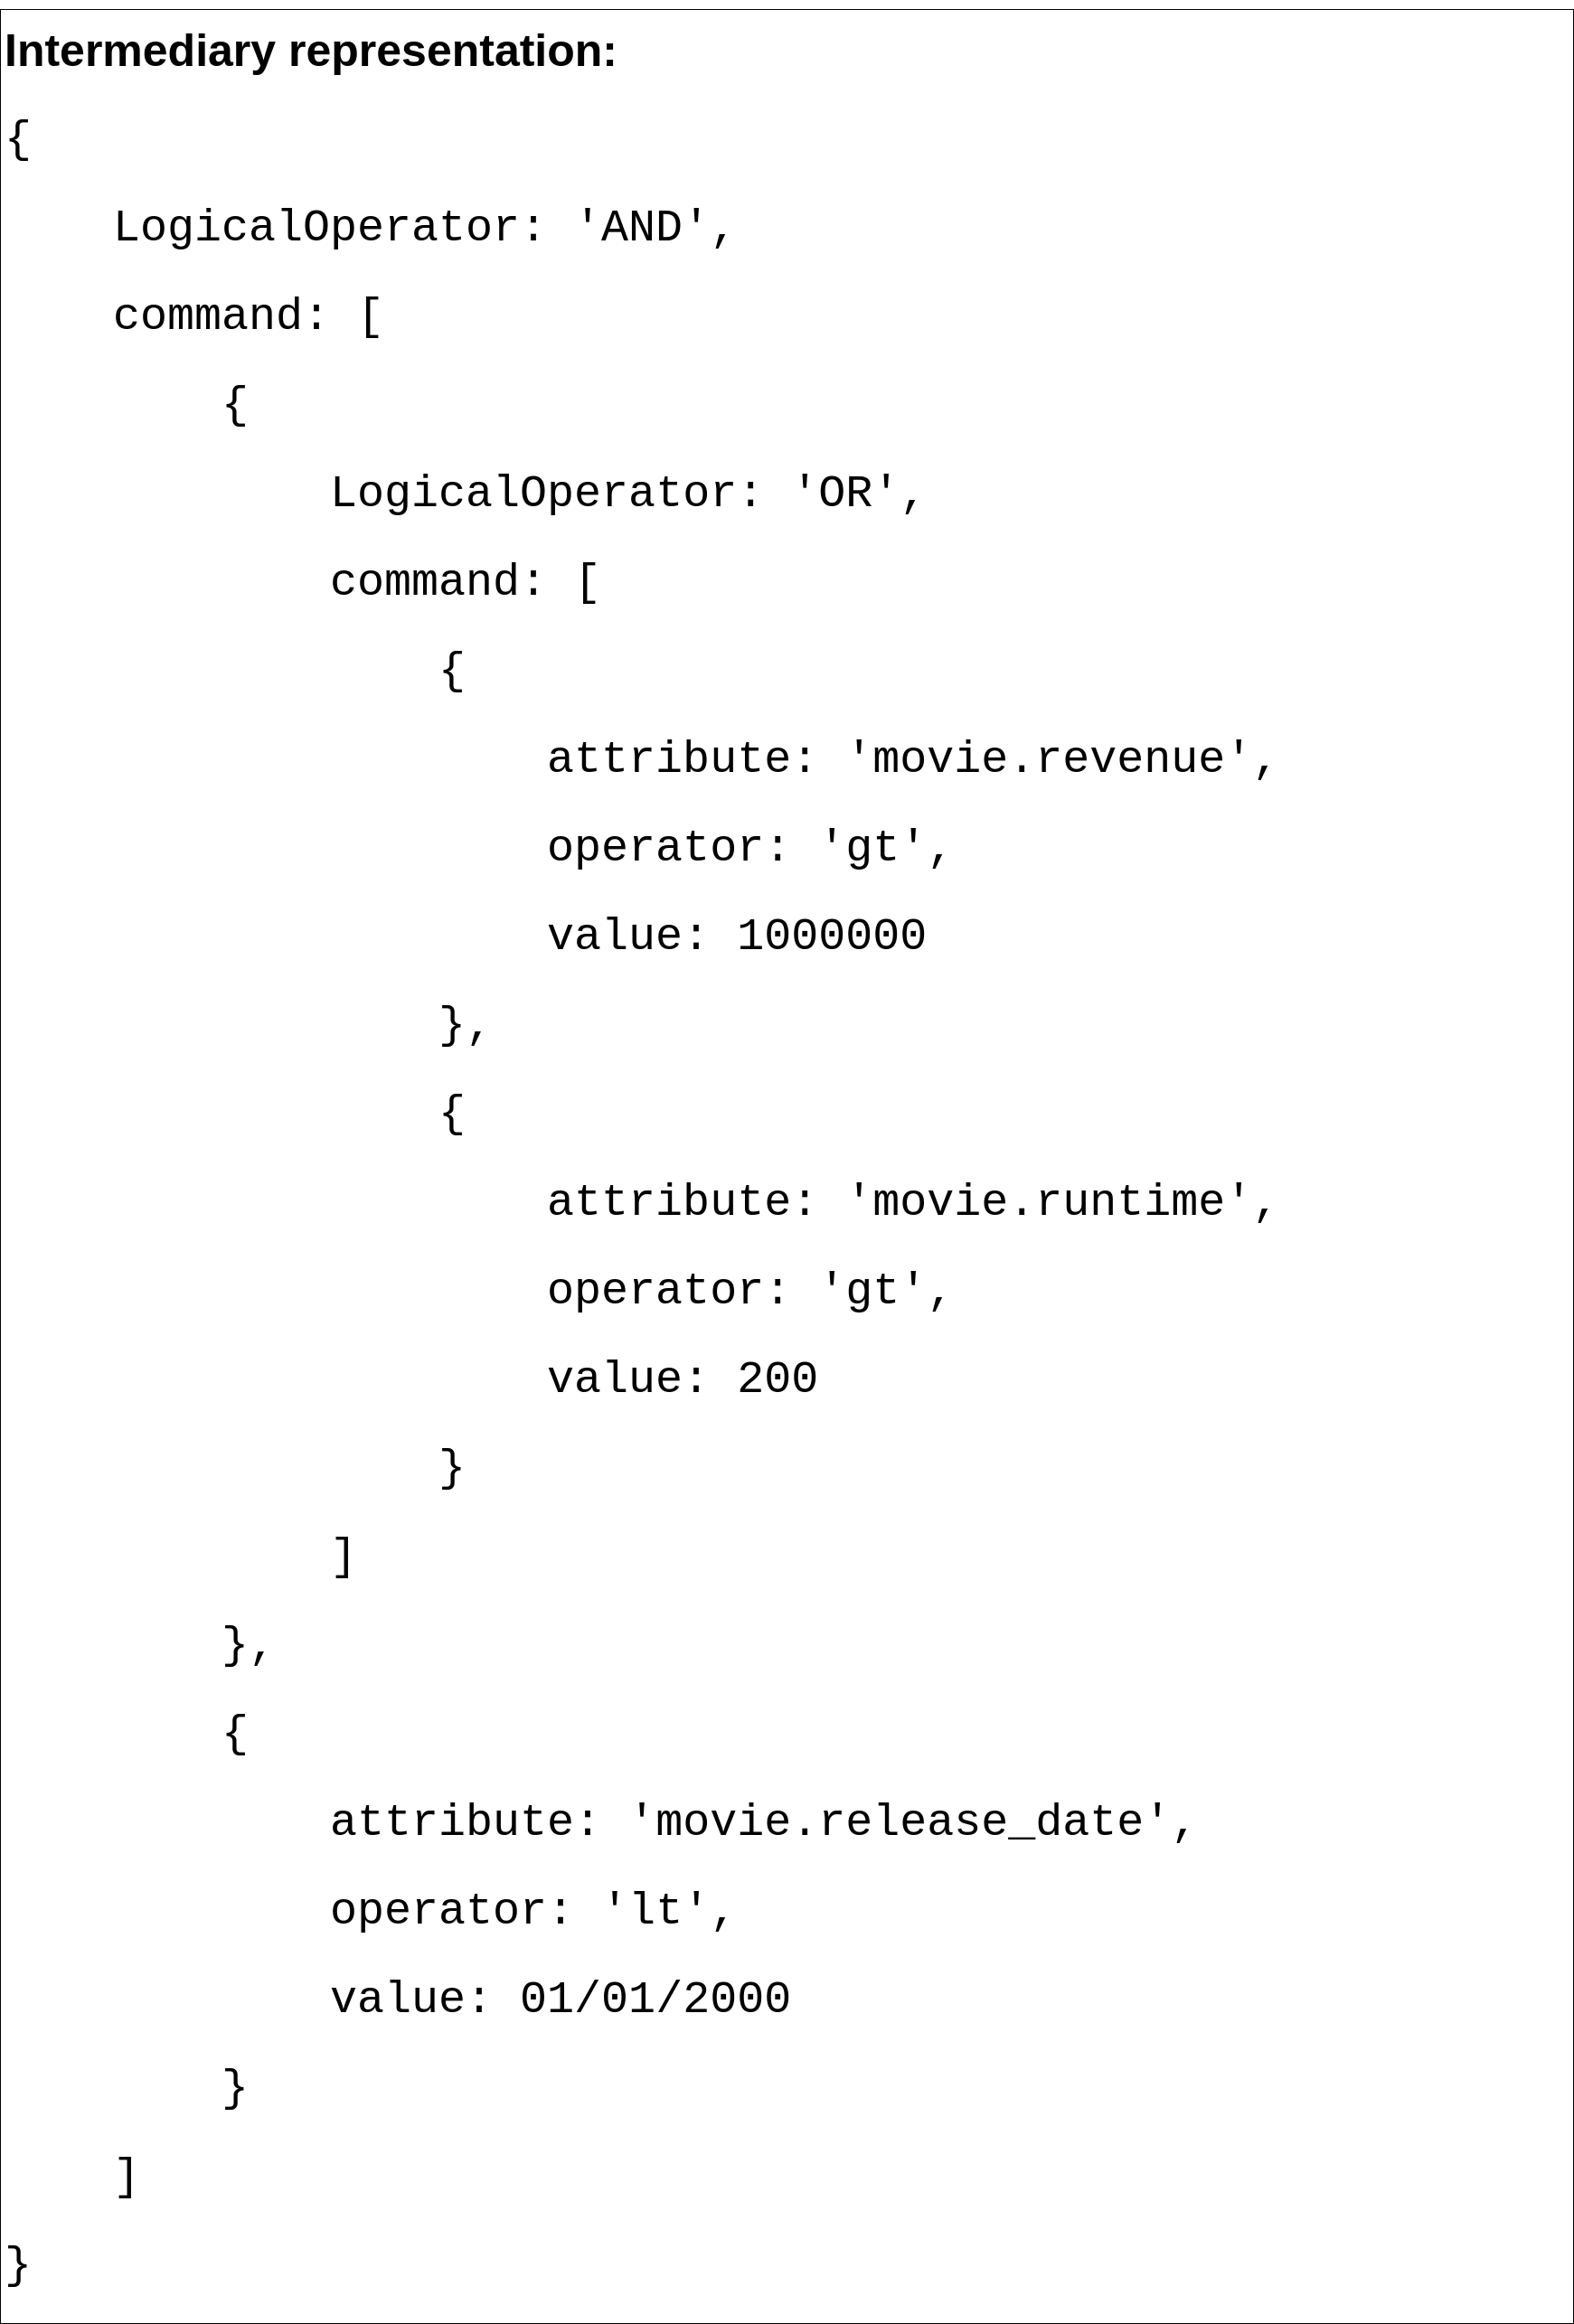 Intermediary representation:
{
    LogicalOperator: 'AND',
    command: [
        {
            LogicalOperator: 'OR',
            command: [
                {
                    attribute: 'movie.revenue',
                    operator: 'gt',
                    value: 1000000
                },
                {
                    attribute: 'movie.runtime',
                    operator: 'gt',
                    value: 200
                }
            ]
        },
        {
            attribute: 'movie.release_date',
            operator: 'lt',
            value: 01/01/2000
        }
    ]
}